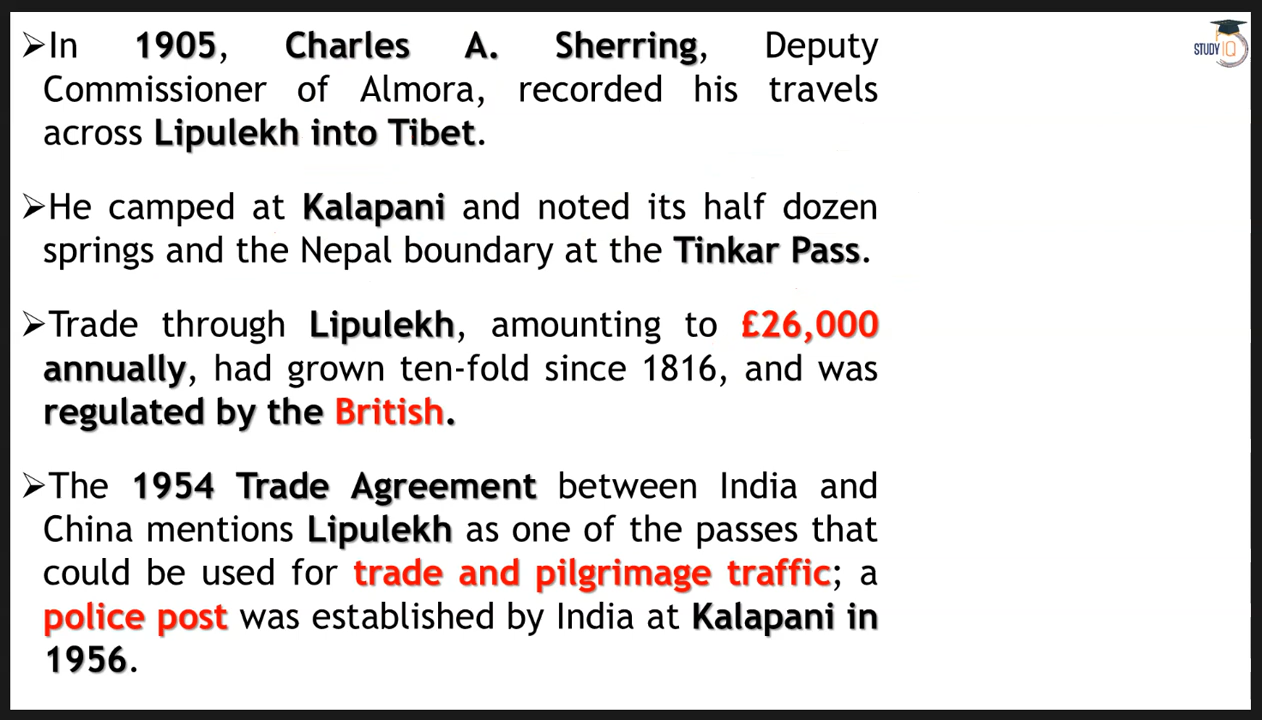 ➢In 1905, Charles A. Sherring, Deputy
Commissioner of Almora, recorded his travels
across Lipulekh into Tibet.
➢He camped at Kalapani and noted its half dozen
springs and the Nepal boundary at the Tinkar Pass.
➢Trade through Lipulekh, amounting to £26,000
annually, had grown ten-fold since 1816, and was
regulated by the British.
➢The 1954 Trade Agreement between India and
China mentions Lipulekh as one of the passes that
could be used for trade and pilgrimage traffic; a
police post was established by India at Kalapani in
1956.
STUDY IQ